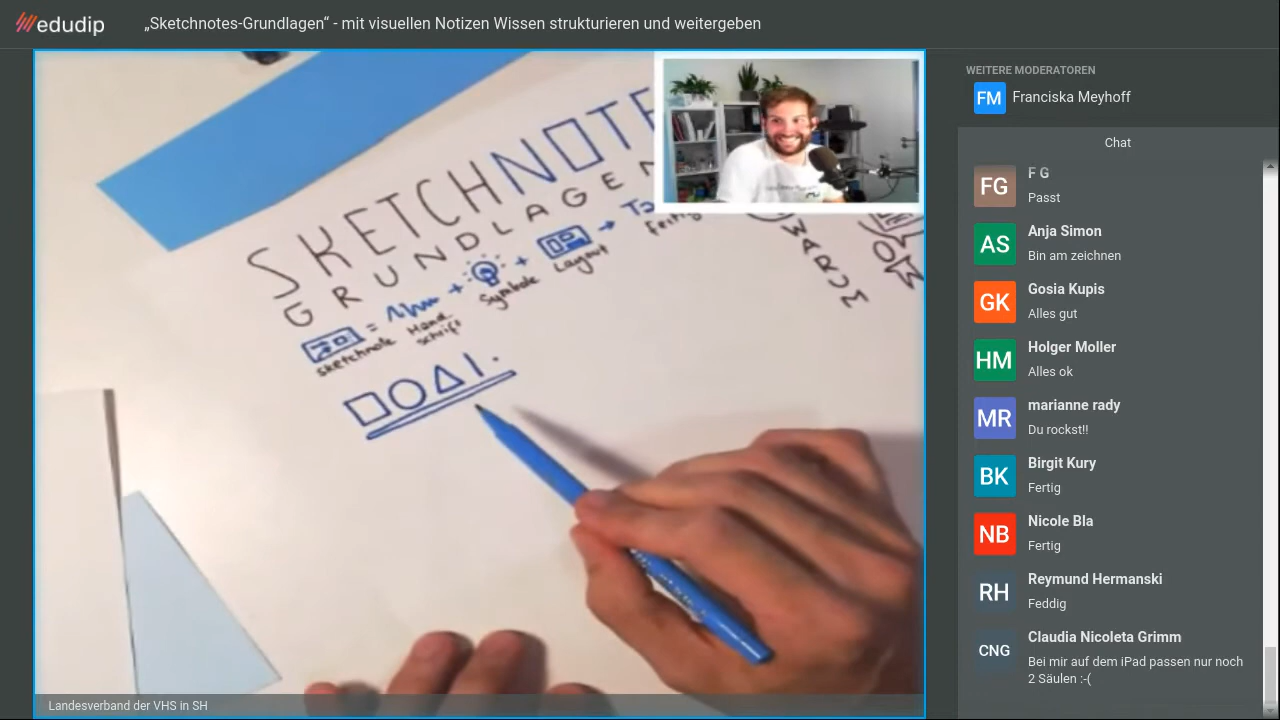 edudip
„Sketchnotes-Grundlagen“ - mit visuellen Notizen Wissen strukturieren und weitergeben
SKETCHNOTE
GRUNDLAGEN
= + + →
sketchnote Hand schrift Symbole Layout Fertig
WARUM
Landesverband der VHS in SH
WEITERE MODERATOREN
FM Franciska Meyhoff
Chat
FG F G
Passt
AS Anja Simon
Bin am zeichnen
GK Gosia Kupis
Alles gut
HM Holger Moller
Alles ok
MR marianne rady
Du rockst!!
BK Birgit Kury
Fertig
NB Nicole Bla
Fertig
RH Reymund Hermanski
Feddig
CNG Claudia Nicoleta Grimm
Bei mir auf dem iPad passen nur noch
2 Säulen :-(